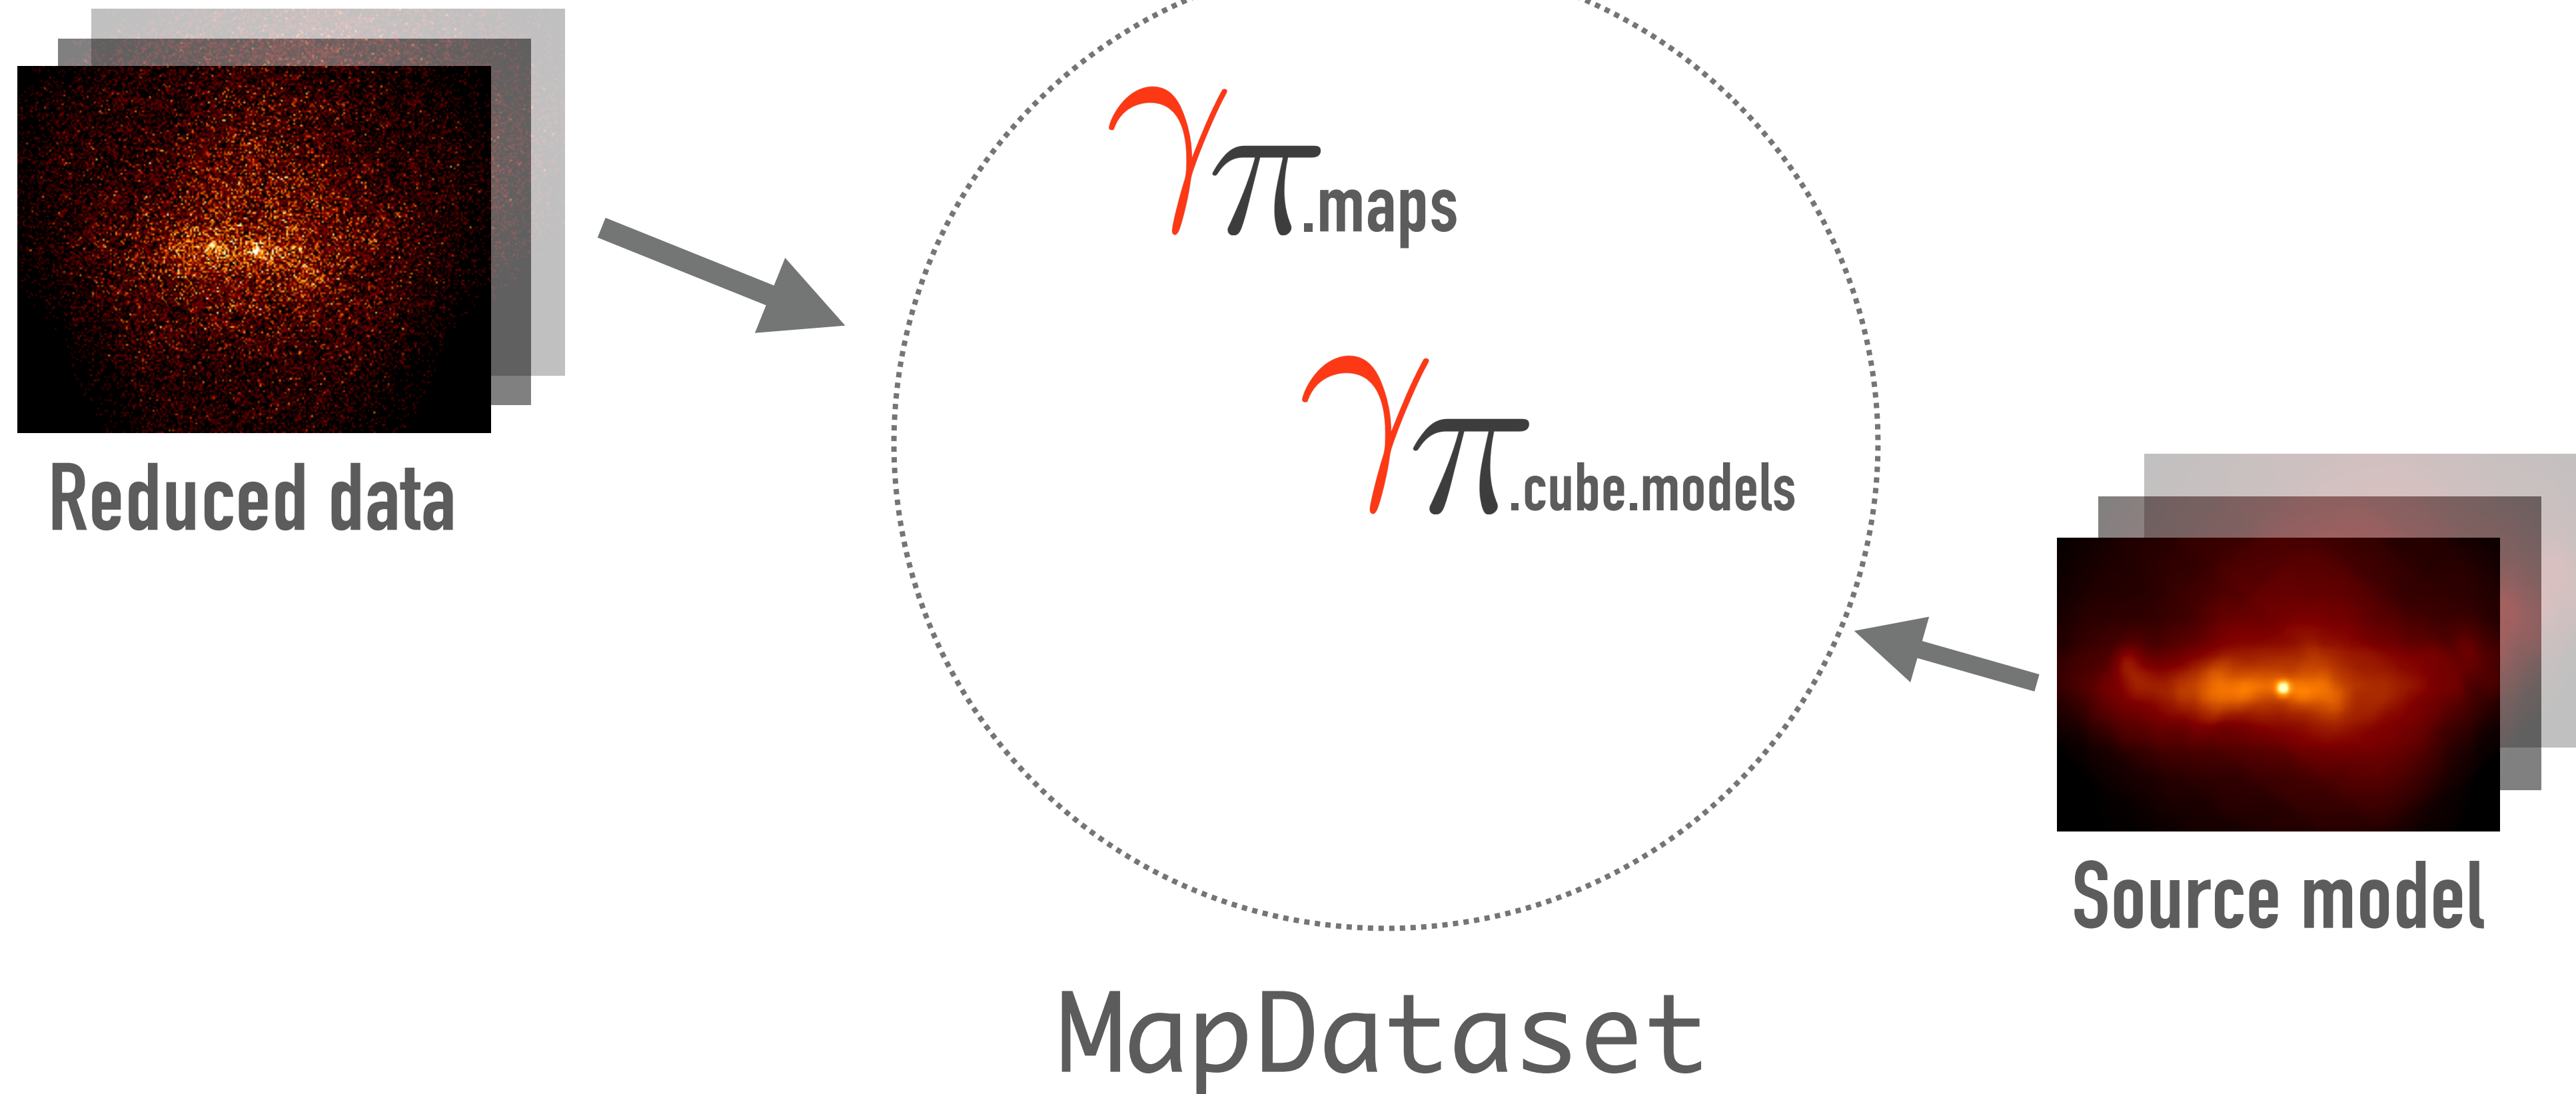 γπ.maps
Reduced data
γπ.cube.models
Source model
MapDataset